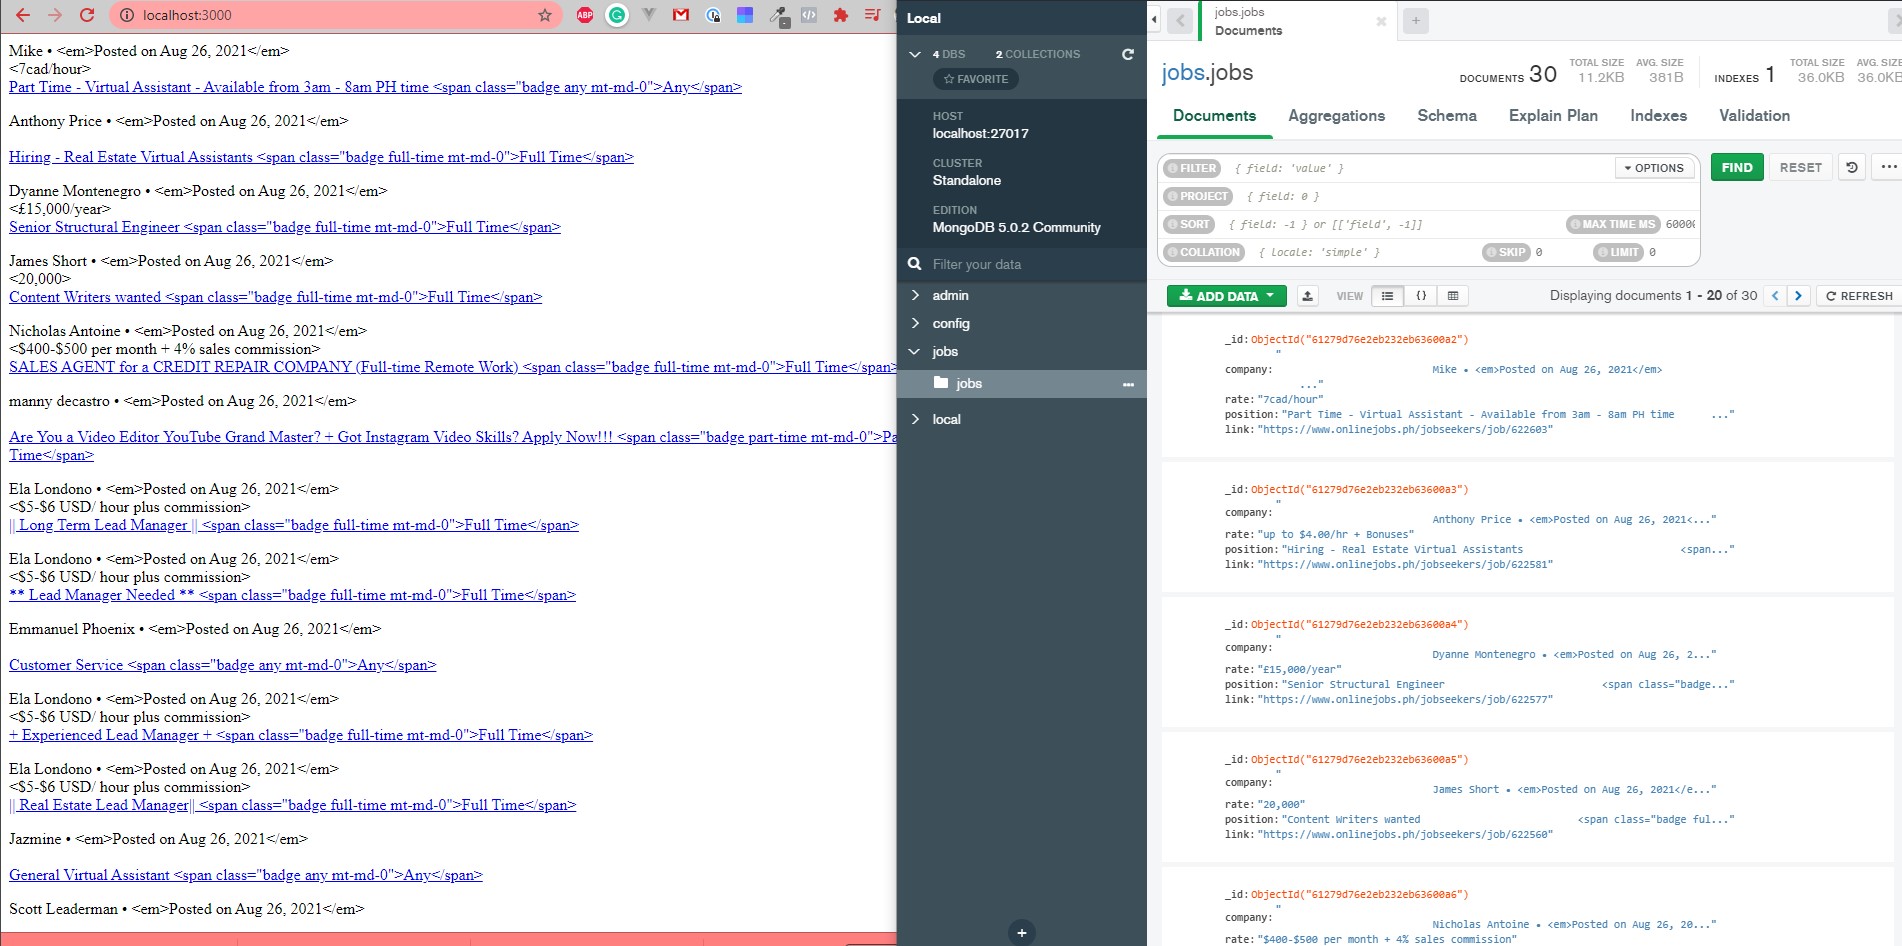 localhost:3000
ABP
Mike • <em>Posted on Aug 26, 2021</em>
<7cad/hour>
Part Time - Virtual Assistant - Available from 3am - 8am PH time <span class="badge any mt-md-0">Any</span>
Anthony Price • <em>Posted on Aug 26, 2021</em>
Hiring - Real Estate Virtual Assistants <span class="badge full-time mt-md-0">Full Time</span>
Dyanne Montenegro • <em>Posted on Aug 26, 2021</em>
<£15,000/year>
Senior Structural Engineer <span class="badge full-time mt-md-0">Full Time</span>
James Short • <em>Posted on Aug 26, 2021</em>
<20,000>
Content Writers wanted <span class="badge full-time mt-md-0">Full Time</span>
Nicholas Antoine • <em>Posted on Aug 26, 2021</em>
<$400-$500 per month + 4% sales commission>
SALES AGENT for a CREDIT REPAIR COMPANY (Full-time Remote Work) <span class="badge full-time mt-md-0">Full Time</span>
manny decastro • <em>Posted on Aug 26, 2021</em>
Are You a Video Editor YouTube Grand Master? + Got Instagram Video Skills? Apply Now!!! <span class="badge part-time mt-md-0">Pa
Time</span>
Ela Londono • <em>Posted on Aug 26, 2021</em>
<$5-$6 USD/ hour plus commission>
|| Long Term Lead Manager || <span class="badge full-time mt-md-0">Full Time</span>
Ela Londono • <em>Posted on Aug 26, 2021</em>
<$5-$6 USD/ hour plus commission>
** Lead Manager Needed ** <span class="badge full-time mt-md-0">Full Time</span>
Emmanuel Phoenix • <em>Posted on Aug 26, 2021</em>
Customer Service <span class="badge any mt-md-0">Any</span>
Ela Londono • <em>Posted on Aug 26, 2021</em>
<$5-$6 USD/ hour plus commission>
+ Experienced Lead Manager + <span class="badge full-time mt-md-0">Full Time</span>
Ela Londono • <em>Posted on Aug 26, 2021</em>
<$5-$6 USD/ hour plus commission>
|| Real Estate Lead Manager|| <span class="badge full-time mt-md-0">Full Time</span>
Jazmine • <em>Posted on Aug 26, 2021</em>
General Virtual Assistant <span class="badge any mt-md-0">Any</span>
Scott Leaderman • <em>Posted on Aug 26, 2021</em>
Local
4 DBS 2 COLLECTIONS
FAVORITE
HOST
localhost:27017
CLUSTER
Standalone
EDITION
MongoDB 5.0.2 Community
Filter your data
admin
config
jobs
jobs
local
jobs.jobs
Documents
jobs.jobs
DOCUMENTS 30 TOTAL SIZE 11.2KB AVG. SIZE 381B INDEXES 1 TOTAL SIZE 36.0KB AVG. SIZE 36.0KB
Documents Aggregations Schema Explain Plan Indexes Validation
FILTER { field: 'value' } OPTIONS FIND RESET
PROJECT { field: 0 }
SORT { field: -1 } or [['field', -1]] MAX TIME MS 60000
COLLATION { locale: 'simple' } SKIP 0 LIMIT 0
ADD DATA VIEW {} Displaying documents 1 - 20 of 30 REFRESH
_id: ObjectId("61279d76e2eb232eb63600a2")
"
company: Mike • <em>Posted on Aug 26, 2021</em>
..."
rate: "7cad/hour"
position: "Part Time - Virtual Assistant - Available from 3am - 8am PH time ..."
link: "https://www.onlinejobs.ph/jobseekers/job/622603"
_id: ObjectId("61279d76e2eb232eb63600a3")
"
company: Anthony Price • <em>Posted on Aug 26, 2021<..."
rate: "up to $4.00/hr + Bonuses"
position: "Hiring - Real Estate Virtual Assistants <span..."
link: "https://www.onlinejobs.ph/jobseekers/job/622581"
_id: ObjectId("61279d76e2eb232eb63600a4")
"
company: Dyanne Montenegro • <em>Posted on Aug 26, 2..."
rate: "£15,000/year"
position: "Senior Structural Engineer <span class="badge..."
link: "https://www.onlinejobs.ph/jobseekers/job/622577"
_id: ObjectId("61279d76e2eb232eb63600a5")
"
company: James Short • <em>Posted on Aug 26, 2021</e..."
rate: "20,000"
position: "Content Writers wanted <span class="badge ful..."
link: "https://www.onlinejobs.ph/jobseekers/job/622560"
_id: ObjectId("61279d76e2eb232eb63600a6")
"
company: Nicholas Antoine • <em>Posted on Aug 26, 20..."
rate: "$400-$500 per month + 4% sales commission"